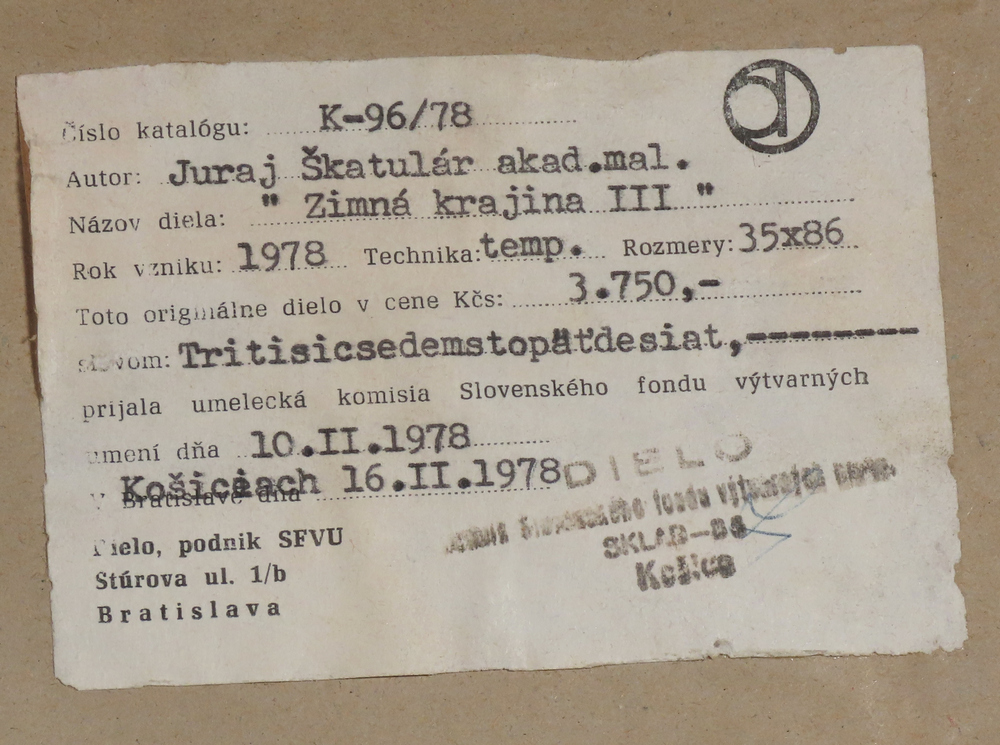 Číslo katalógu: K-96/78
Autor: Juraj Škatulár akad.mal.
Názov diela: " Zimná krajina III "
Rok vzniku: 1978 Technika: temp. Rozmery: 35x86
Toto originálne dielo v cene Kčs: 3.750,-
slovom: Tritisicsedemstopäťdesiat,---------
prijala umelecká komisia Slovenského fondu výtvarných
umení dňa 10.II.1978
v Bratislave dňa Košiciach 16.II.1978
Dielo, podnik SFVU
Stúrova ul. 1/b
Bratislava
DIELO
Slovenského fondu výtvarných
SKLAD
Košice